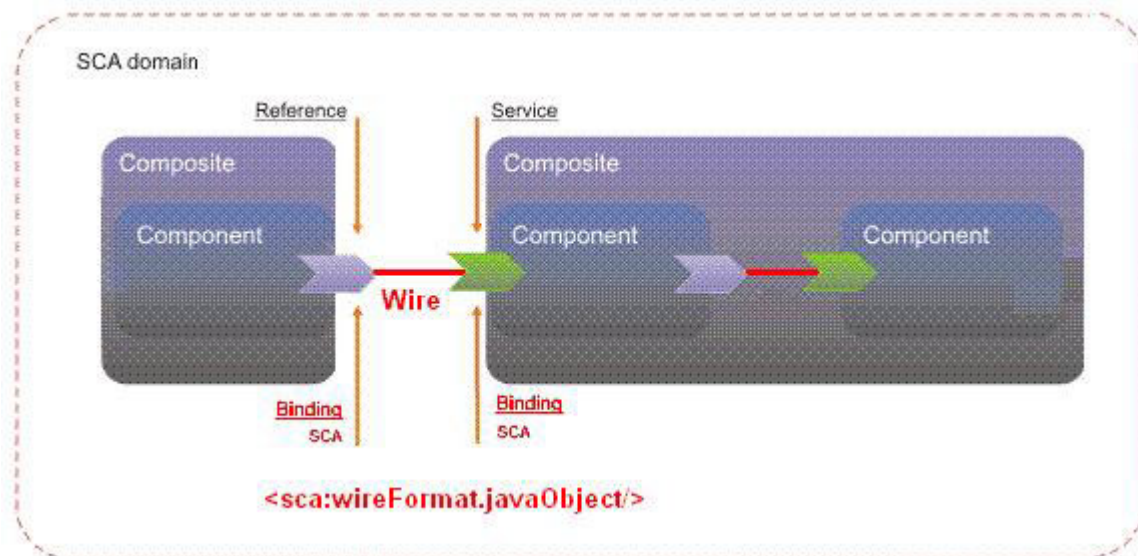 SCA domain
Reference
Service
Composite
Composite
Component
Component
Component
Wire
Binding
SCA
Binding
SCA
<sca:wireFormat.javaObject/>